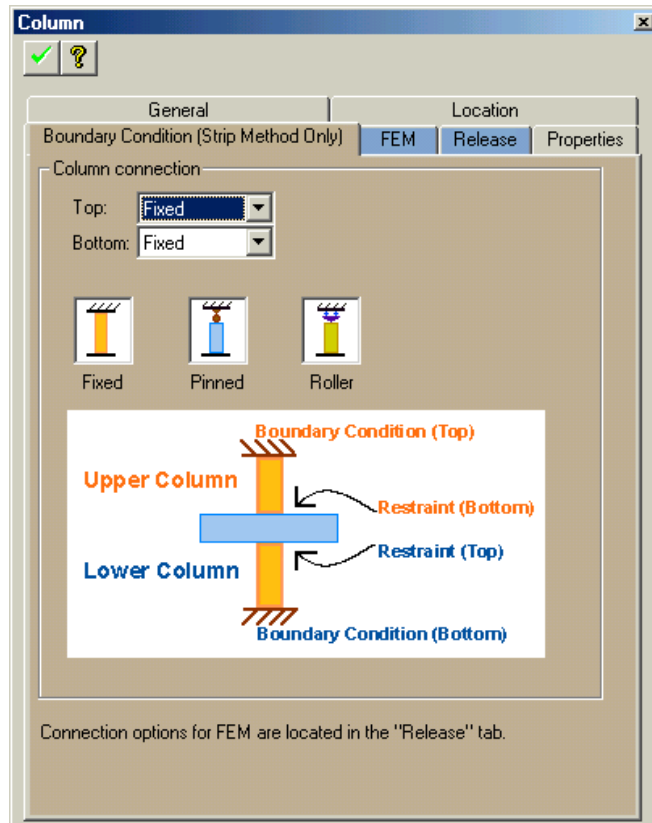 Column
General Location
Boundary Condition (Strip Method Only) FEM Release Properties
Column connection
Top: Fixed
Bottom: Fixed
Fixed Pinned Roller
Boundary Condition (Top)
Upper Column
Restraint (Bottom)
Restraint (Top)
Lower Column
Boundary Condition (Bottom)
Connection options for FEM are located in the "Release" tab.